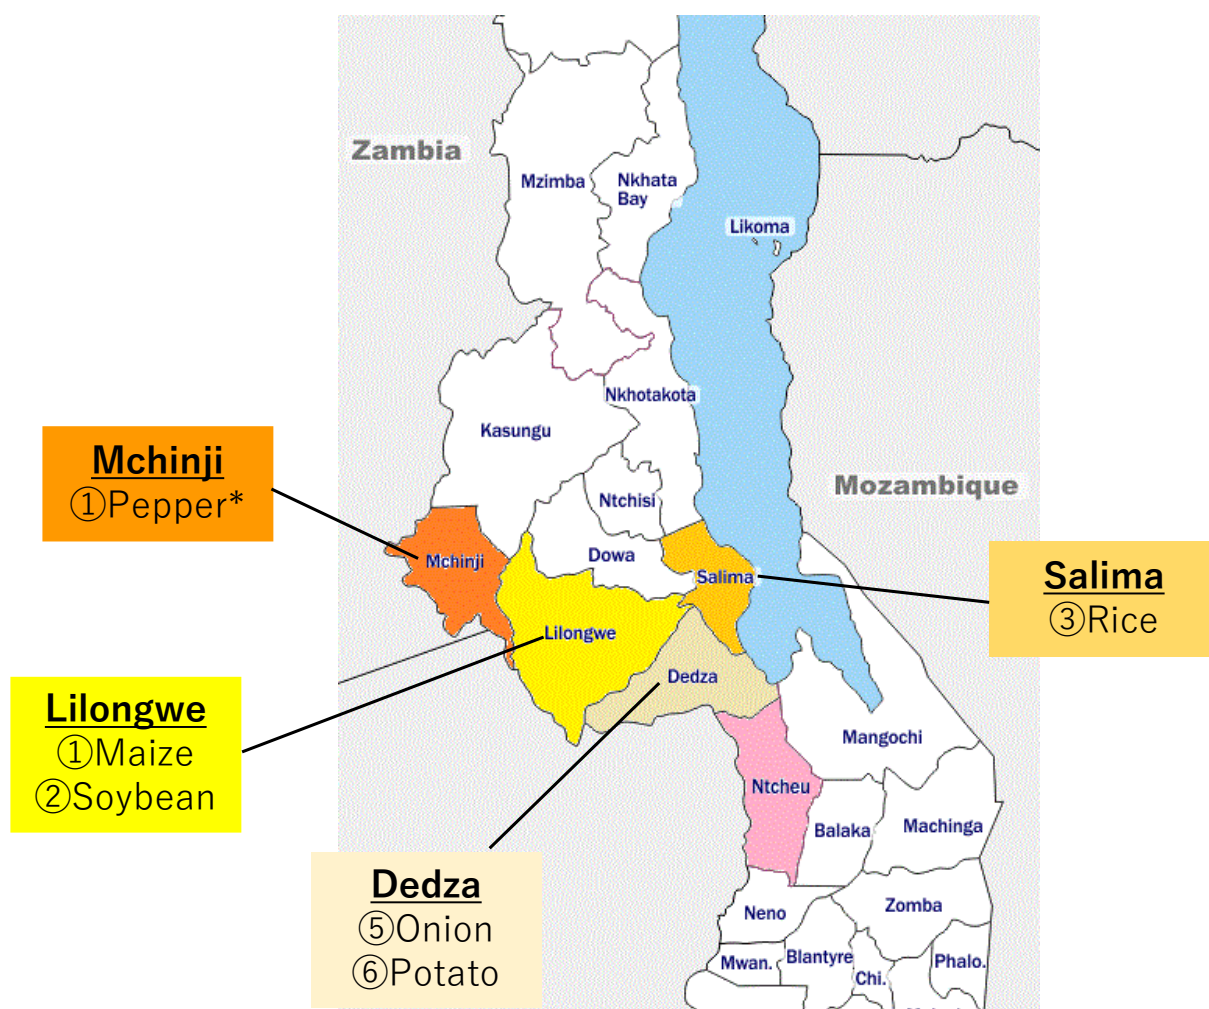 Zambia
Mzimba
Nkhata
Bay
Likoma
Nkhotakota
Kasungu
Mchinji
①Pepper*
Ntchisi
Mozambique
Mchinji
Dowa
Salima
Salima
③Rice
Lilongwe
Lilongwe
①Maize
②Soybean
Dedza
Mangochi
Ntcheu
Balaka
Machinga
Dedza
⑤Onion
⑥Potato
Neno
Zomba
Mwan.
Blantyre
Chi.
Phalo.